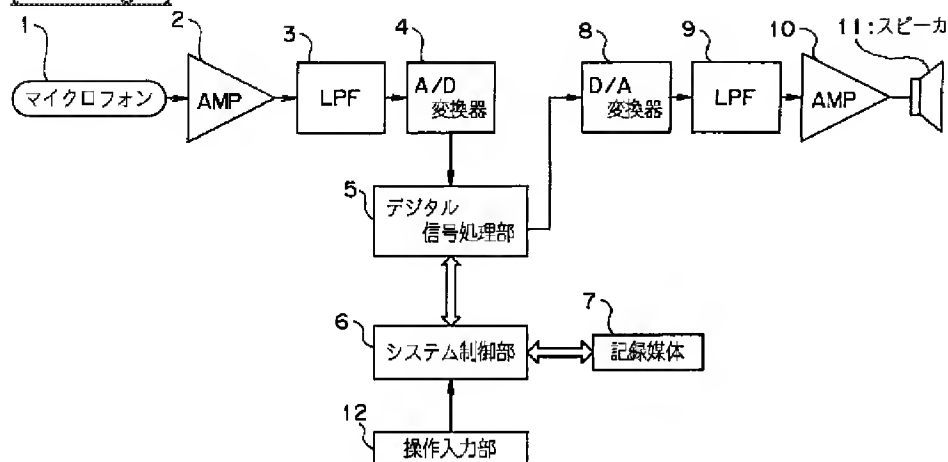 1
2
3
4
8
9
10
11:スピーカ
マイクロフォン
AMP
LPF
A/D
変換器
D/A
変換器
LPF
AMP
5
デジタル
信号処理部
6
システム制御部
7
記録媒体
12
操作入力部